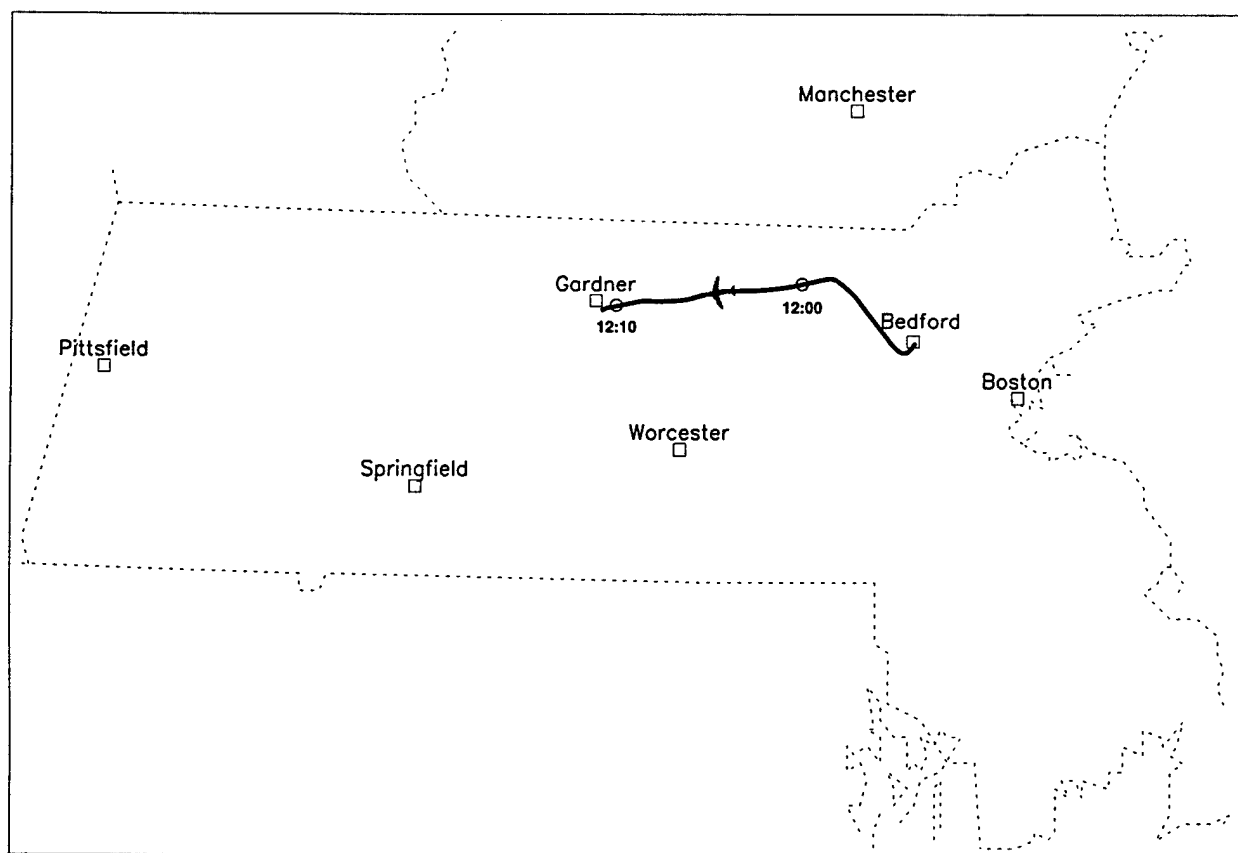 Manchester
Gardner
12:10
12:00
Bedford
Pittsfield
Boston
Worcester
Springfield